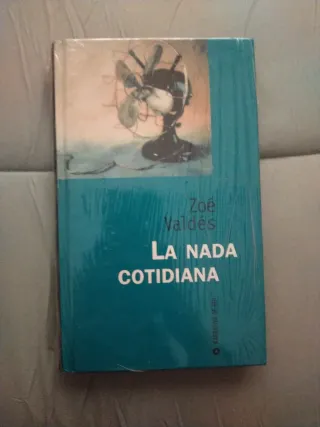 Zoé
Valdés
LA NADA
COTIDIANA